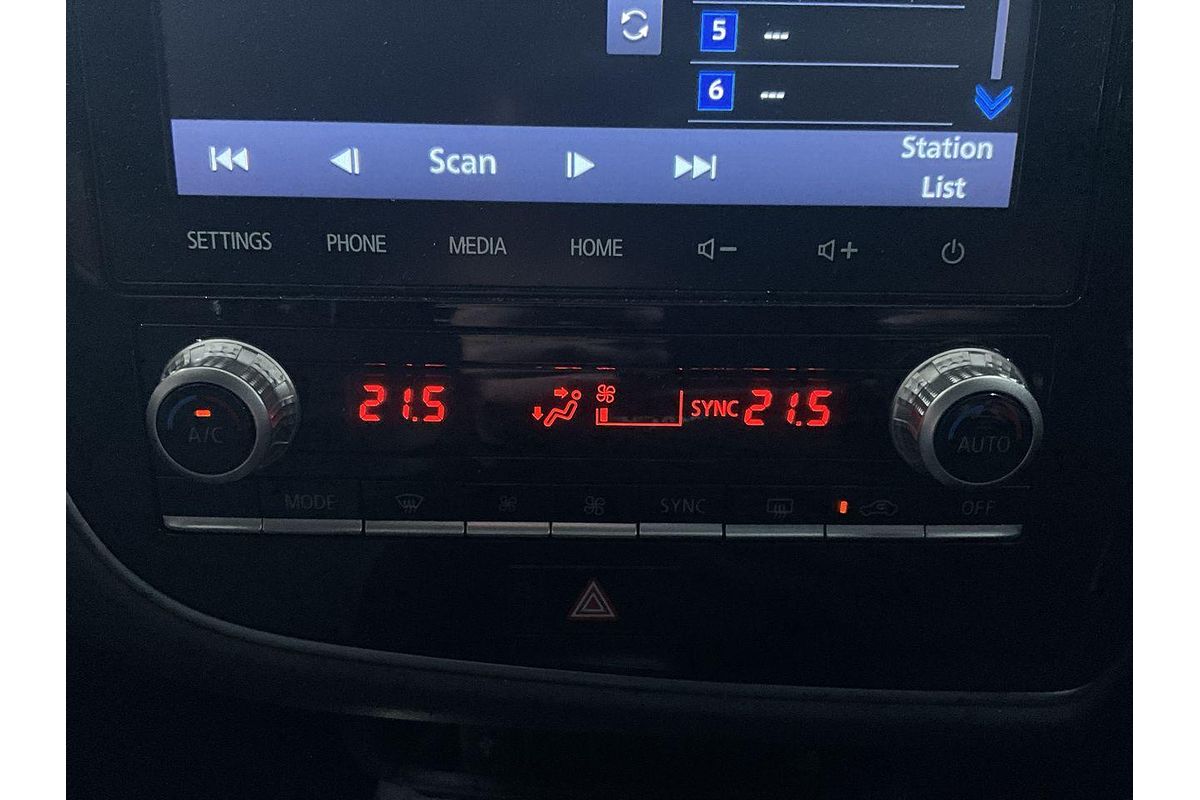 5 ---
6 ---
Scan
Station
List
SETTINGS PHONE MEDIA HOME
21.5 SYNC 21.5
A/C AUTO
MODE SYNC OFF